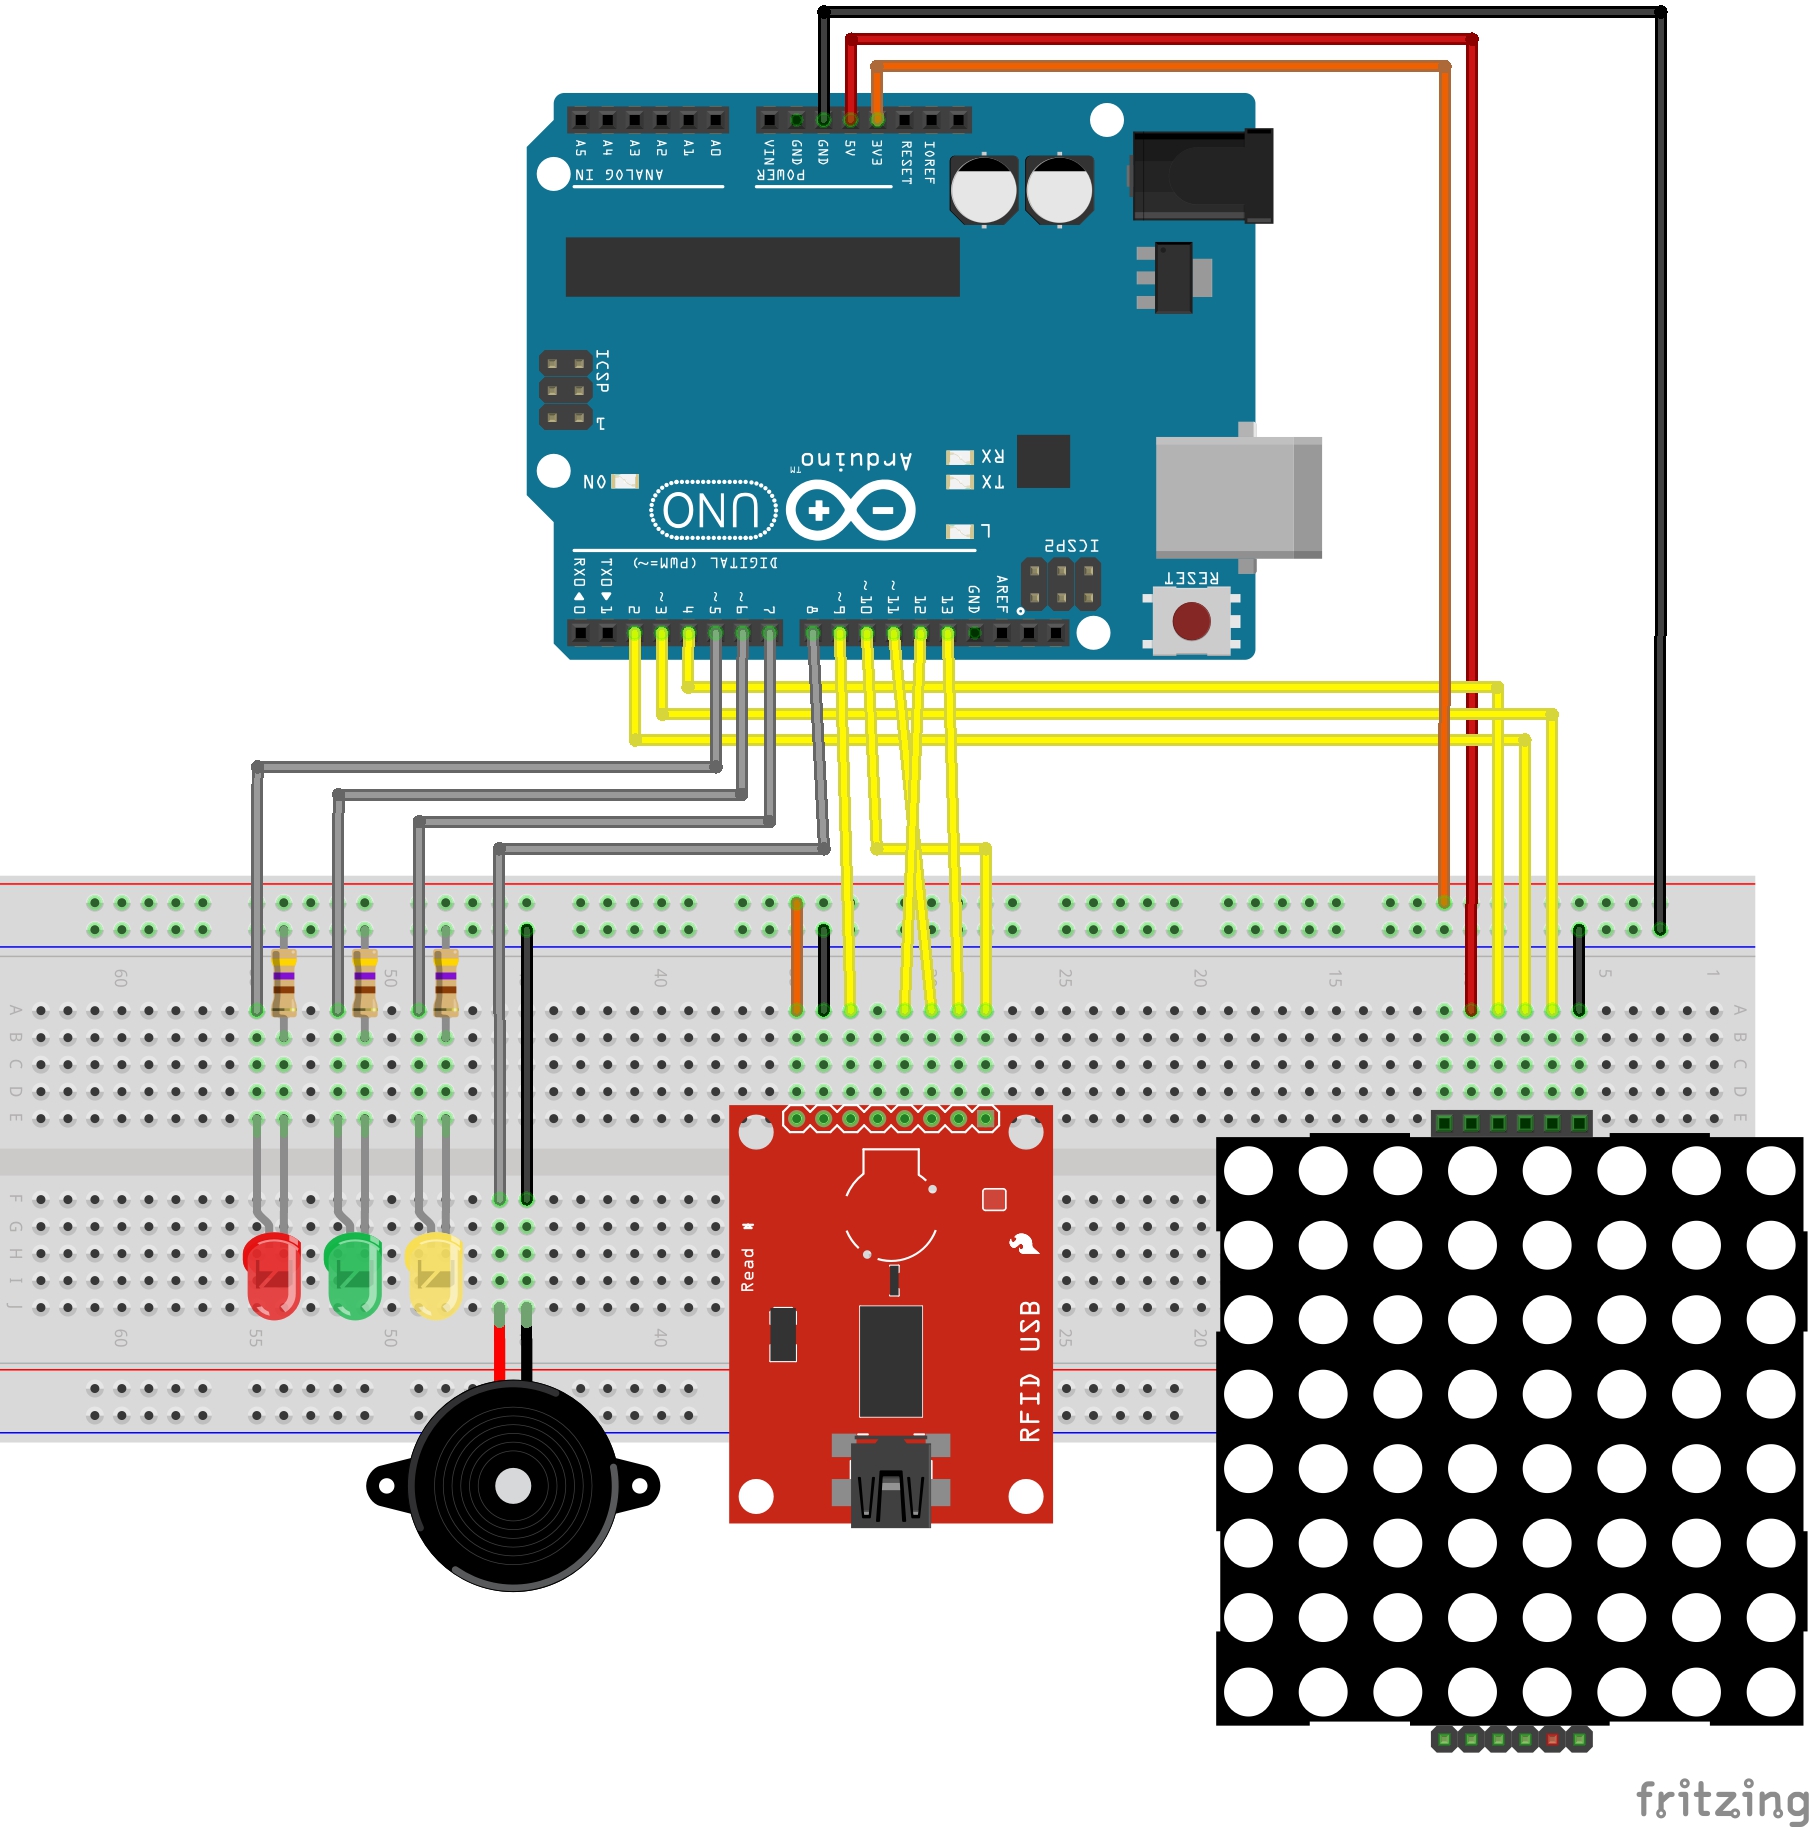 A5 A4 A3 A2 A1 A0
VIN GND GND 5V 3V3 RESET IOREF
ANALOG IN
POWER
ICSP
1
Arduino
TM
RX
TX
ON
UNO
L
ICSP2
RESET
DIGITAL (PWM=~)
RX0◀0 TX0▶1 2 ~3 4 ~5 ~6 7 8 ~9 ~10 ~11 12 13 GND AREF
60 50 40 25 20 15 5 1
A A
B B
C C
D D
E E
F
G
H
I
J
60 55 50 40 25 20
Read
RFID USB
fritzing